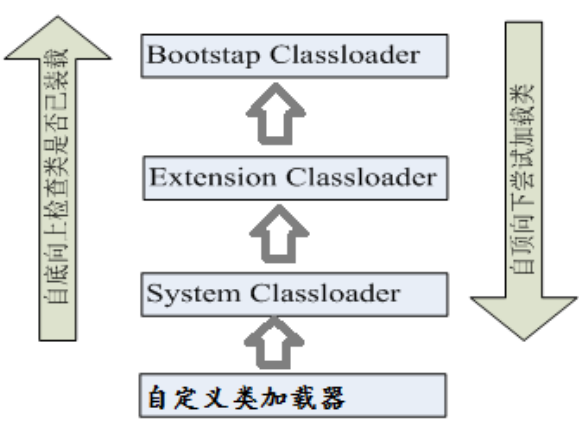 Bootstap Classloader
Extension Classloader
System Classloader
自定义类加载器
自底向上检查类是否已装载
自顶向下尝试加载类